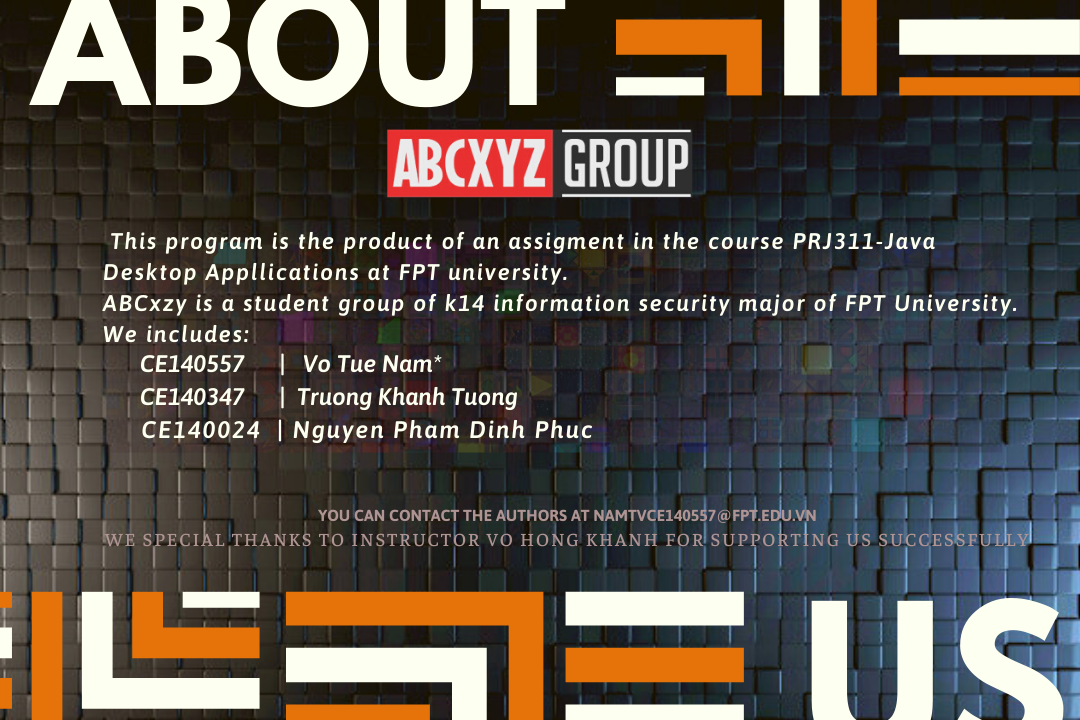 ABOUT
ABCXYZ GROUP
This program is the product of an assigment in the course PRJ311-Java
Desktop Appllications at FPT university.
ABCxzy is a student group of k14 information security major of FPT University.
We includes:
CE140557 | Vo Tue Nam*
CE140347 | Truong Khanh Tuong
CE140024 | Nguyen Pham Dinh Phuc
YOU CAN CONTACT THE AUTHORS AT NAMTVCE140557@FPT.EDU.VN
WE SPECIAL THANKS TO INSTRUCTOR VO HONG KHANH FOR SUPPORTING US SUCCESSFULLY
US